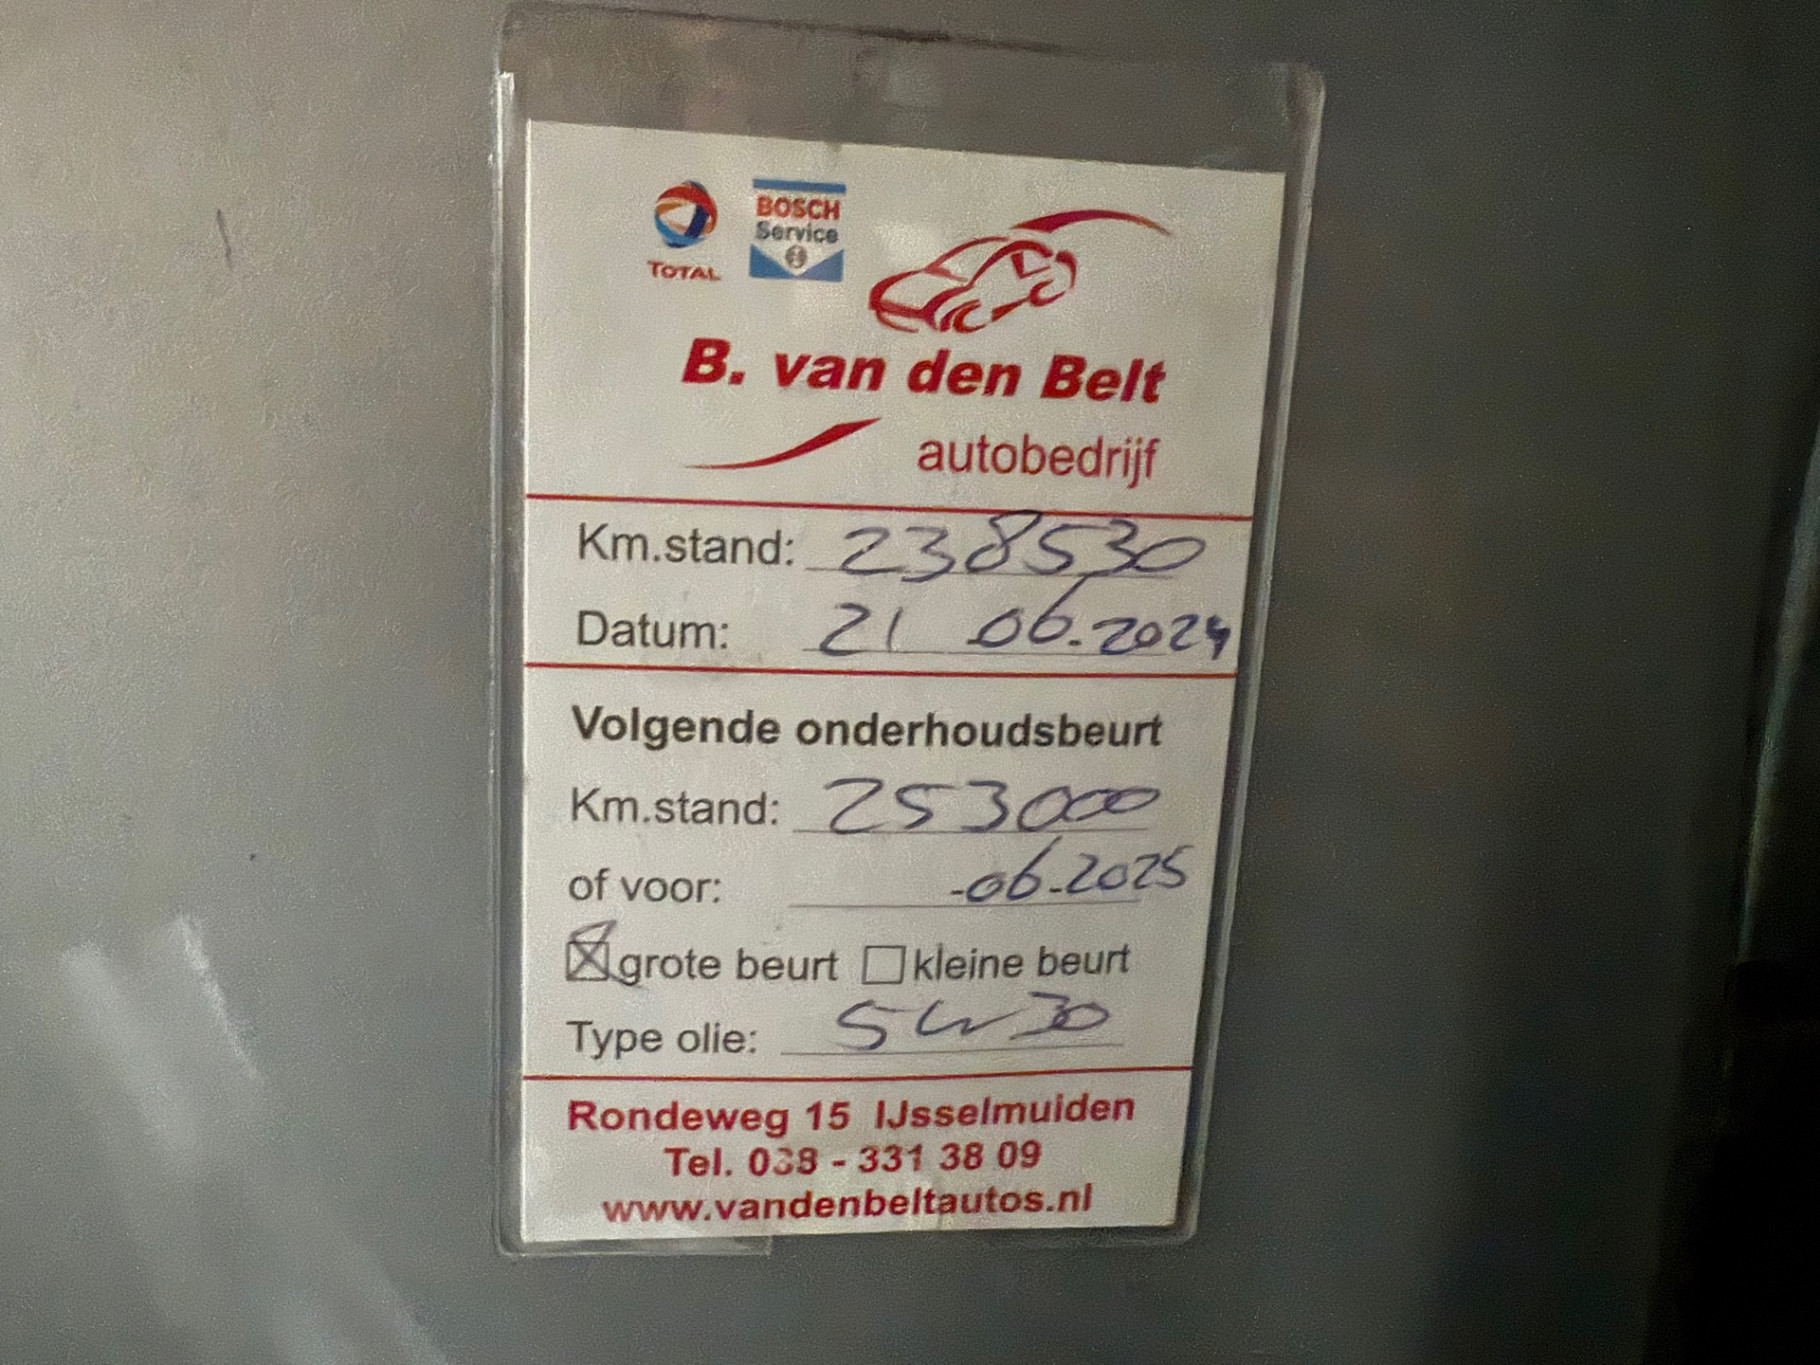 TOTAL
BOSCH
Service
B. van den Belt
autobedrijf
Km.stand: 238530
Datum: 21 06.2024
Volgende onderhoudsbeurt
Km.stand: 253000
of voor: -06.2025
grote beurt kleine beurt
Type olie: 5W30
Rondeweg 15 IJsselmuiden
Tel. 038 - 331 38 09
www.vandenbeltautos.nl